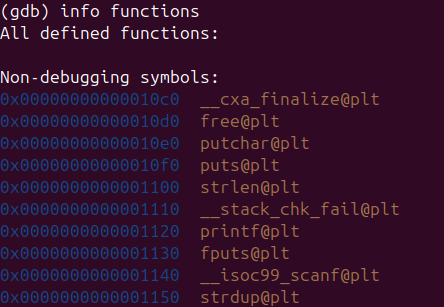 (gdb) info functions
All defined functions:

Non-debugging symbols:
0x00000000000010c0  __cxa_finalize@plt
0x00000000000010d0  free@plt
0x00000000000010e0  putchar@plt
0x00000000000010f0  puts@plt
0x0000000000001100  strlen@plt
0x0000000000001110  __stack_chk_fail@plt
0x0000000000001120  printf@plt
0x0000000000001130  fputs@plt
0x0000000000001140  __isoc99_scanf@plt
0x0000000000001150  strdup@plt